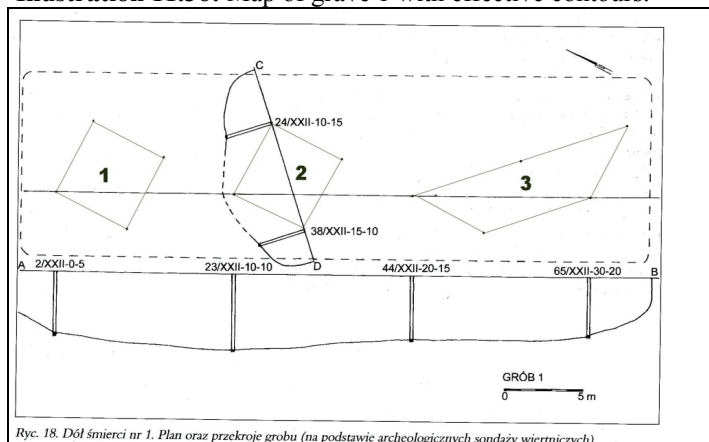 Illustration 11.36: Map of grave 1 with effective contours.
C
24/XXII-10-15
1
2
3
38/XXII-15-10
D
A
2/XXII-0-5
23/XXII-10-10
44/XXII-20-15
65/XXII-30-20
B
GRÓB 1
0 5 m
Ryc. 18. Dół śmierci nr 1. Plan oraz przekroje grobu (na podstawie archeologicznych sondaży wiertniczych)